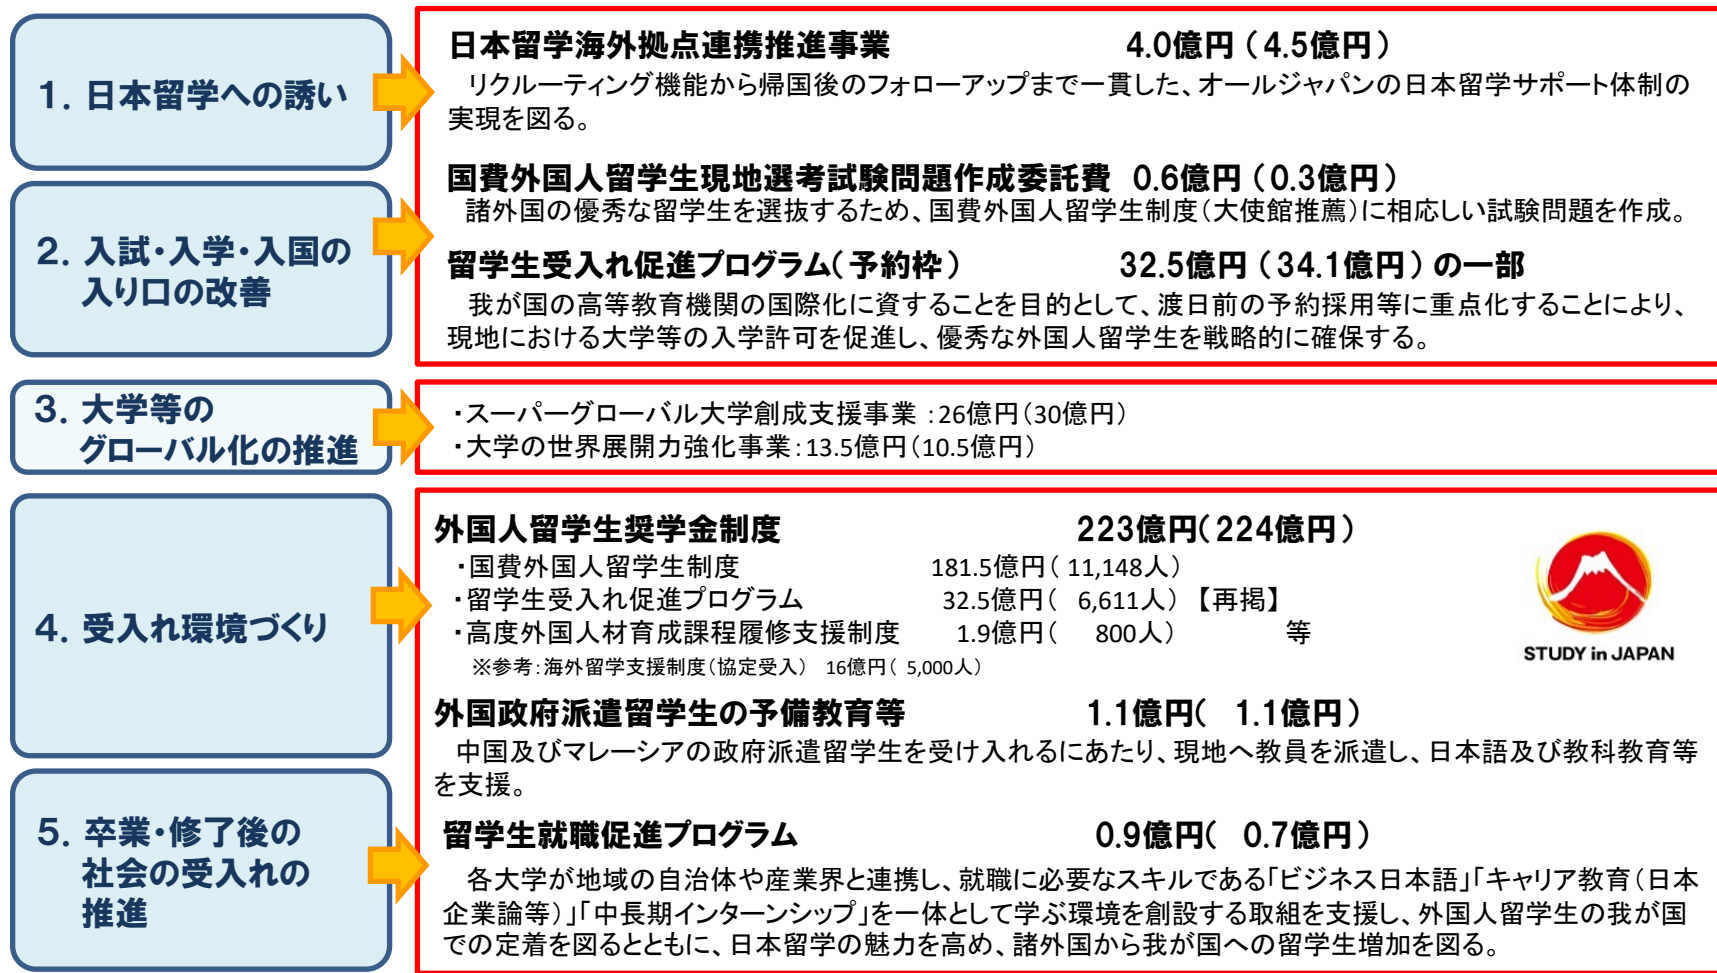 1. 日本留学への誘い
日本留学海外拠点連携推進事業 4.0億円(4.5億円)
リクルーティング機能から帰国後のフォローアップまで一貫した、オールジャパンの日本留学サポート体制の
実現を図る。
2. 入試・入学・入国の
入り口の改善
国費外国人留学生現地選考試験問題作成委託費 0.6億円(0.3億円)
諸外国の優秀な留学生を選抜するため、国費外国人留学生制度(大使館推薦)に相応しい試験問題を作成。
留学生受入れ促進プログラム(予約枠) 32.5億円(34.1億円)の一部
我が国の高等教育機関の国際化に資することを目的として、渡日前の予約採用等に重点化することにより、
現地における大学等の入学許可を促進し、優秀な外国人留学生を戦略的に確保する。
3. 大学等の
グローバル化の推進
・スーパーグローバル大学創成支援事業:26億円(30億円)
・大学の世界展開力強化事業:13.5億円(10.5億円)
4. 受入れ環境づくり
外国人留学生奨学金制度 223億円(224億円)
・国費外国人留学生制度 181.5億円(11,148人)
・留学生受入れ促進プログラム 32.5億円( 6,611人)【再掲】
・高度外国人材育成課程履修支援制度 1.9億円( 800人) 等
※参考:海外留学支援制度(協定受入) 16億円( 5,000人)
STUDY in JAPAN
外国政府派遣留学生の予備教育等 1.1億円( 1.1億円)
中国及びマレーシアの政府派遣留学生を受け入れるにあたり、現地へ教員を派遣し、日本語及び教科教育等
を支援。
5. 卒業・修了後の
社会の受入れの
推進
留学生就職促進プログラム 0.9億円( 0.7億円)
各大学が地域の自治体や産業界と連携し、就職に必要なスキルである「ビジネス日本語」「キャリア教育(日本
企業論等)」「中長期インターンシップ」を一体として学ぶ環境を創設する取組を支援し、外国人留学生の我が国
での定着を図るとともに、日本留学の魅力を高め、諸外国から我が国への留学生増加を図る。